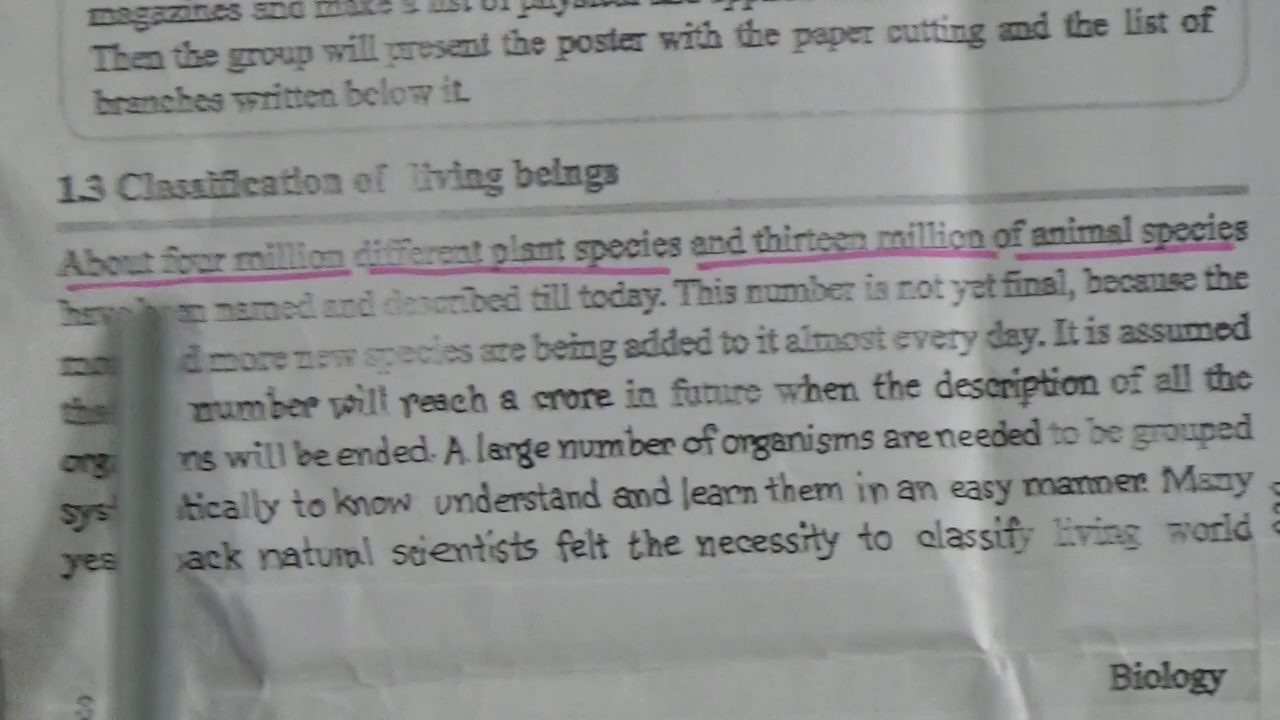 magazines and make a list of
Then the group will present the poster with the paper cutting and the list of
branches written below it.
1.3 Classification of living beings
About four million different plant species and thirteen million of animal species
named and described till today. This number is not yet final, because the
more new species are being added to it almost every day. It is assumed
number will reach a crore in future when the description of all the
will be ended. A large number of organisms are needed to be grouped
to know understand and learn them in an easy manner. Many
natural scientists felt the necessity to classify living world
Biology